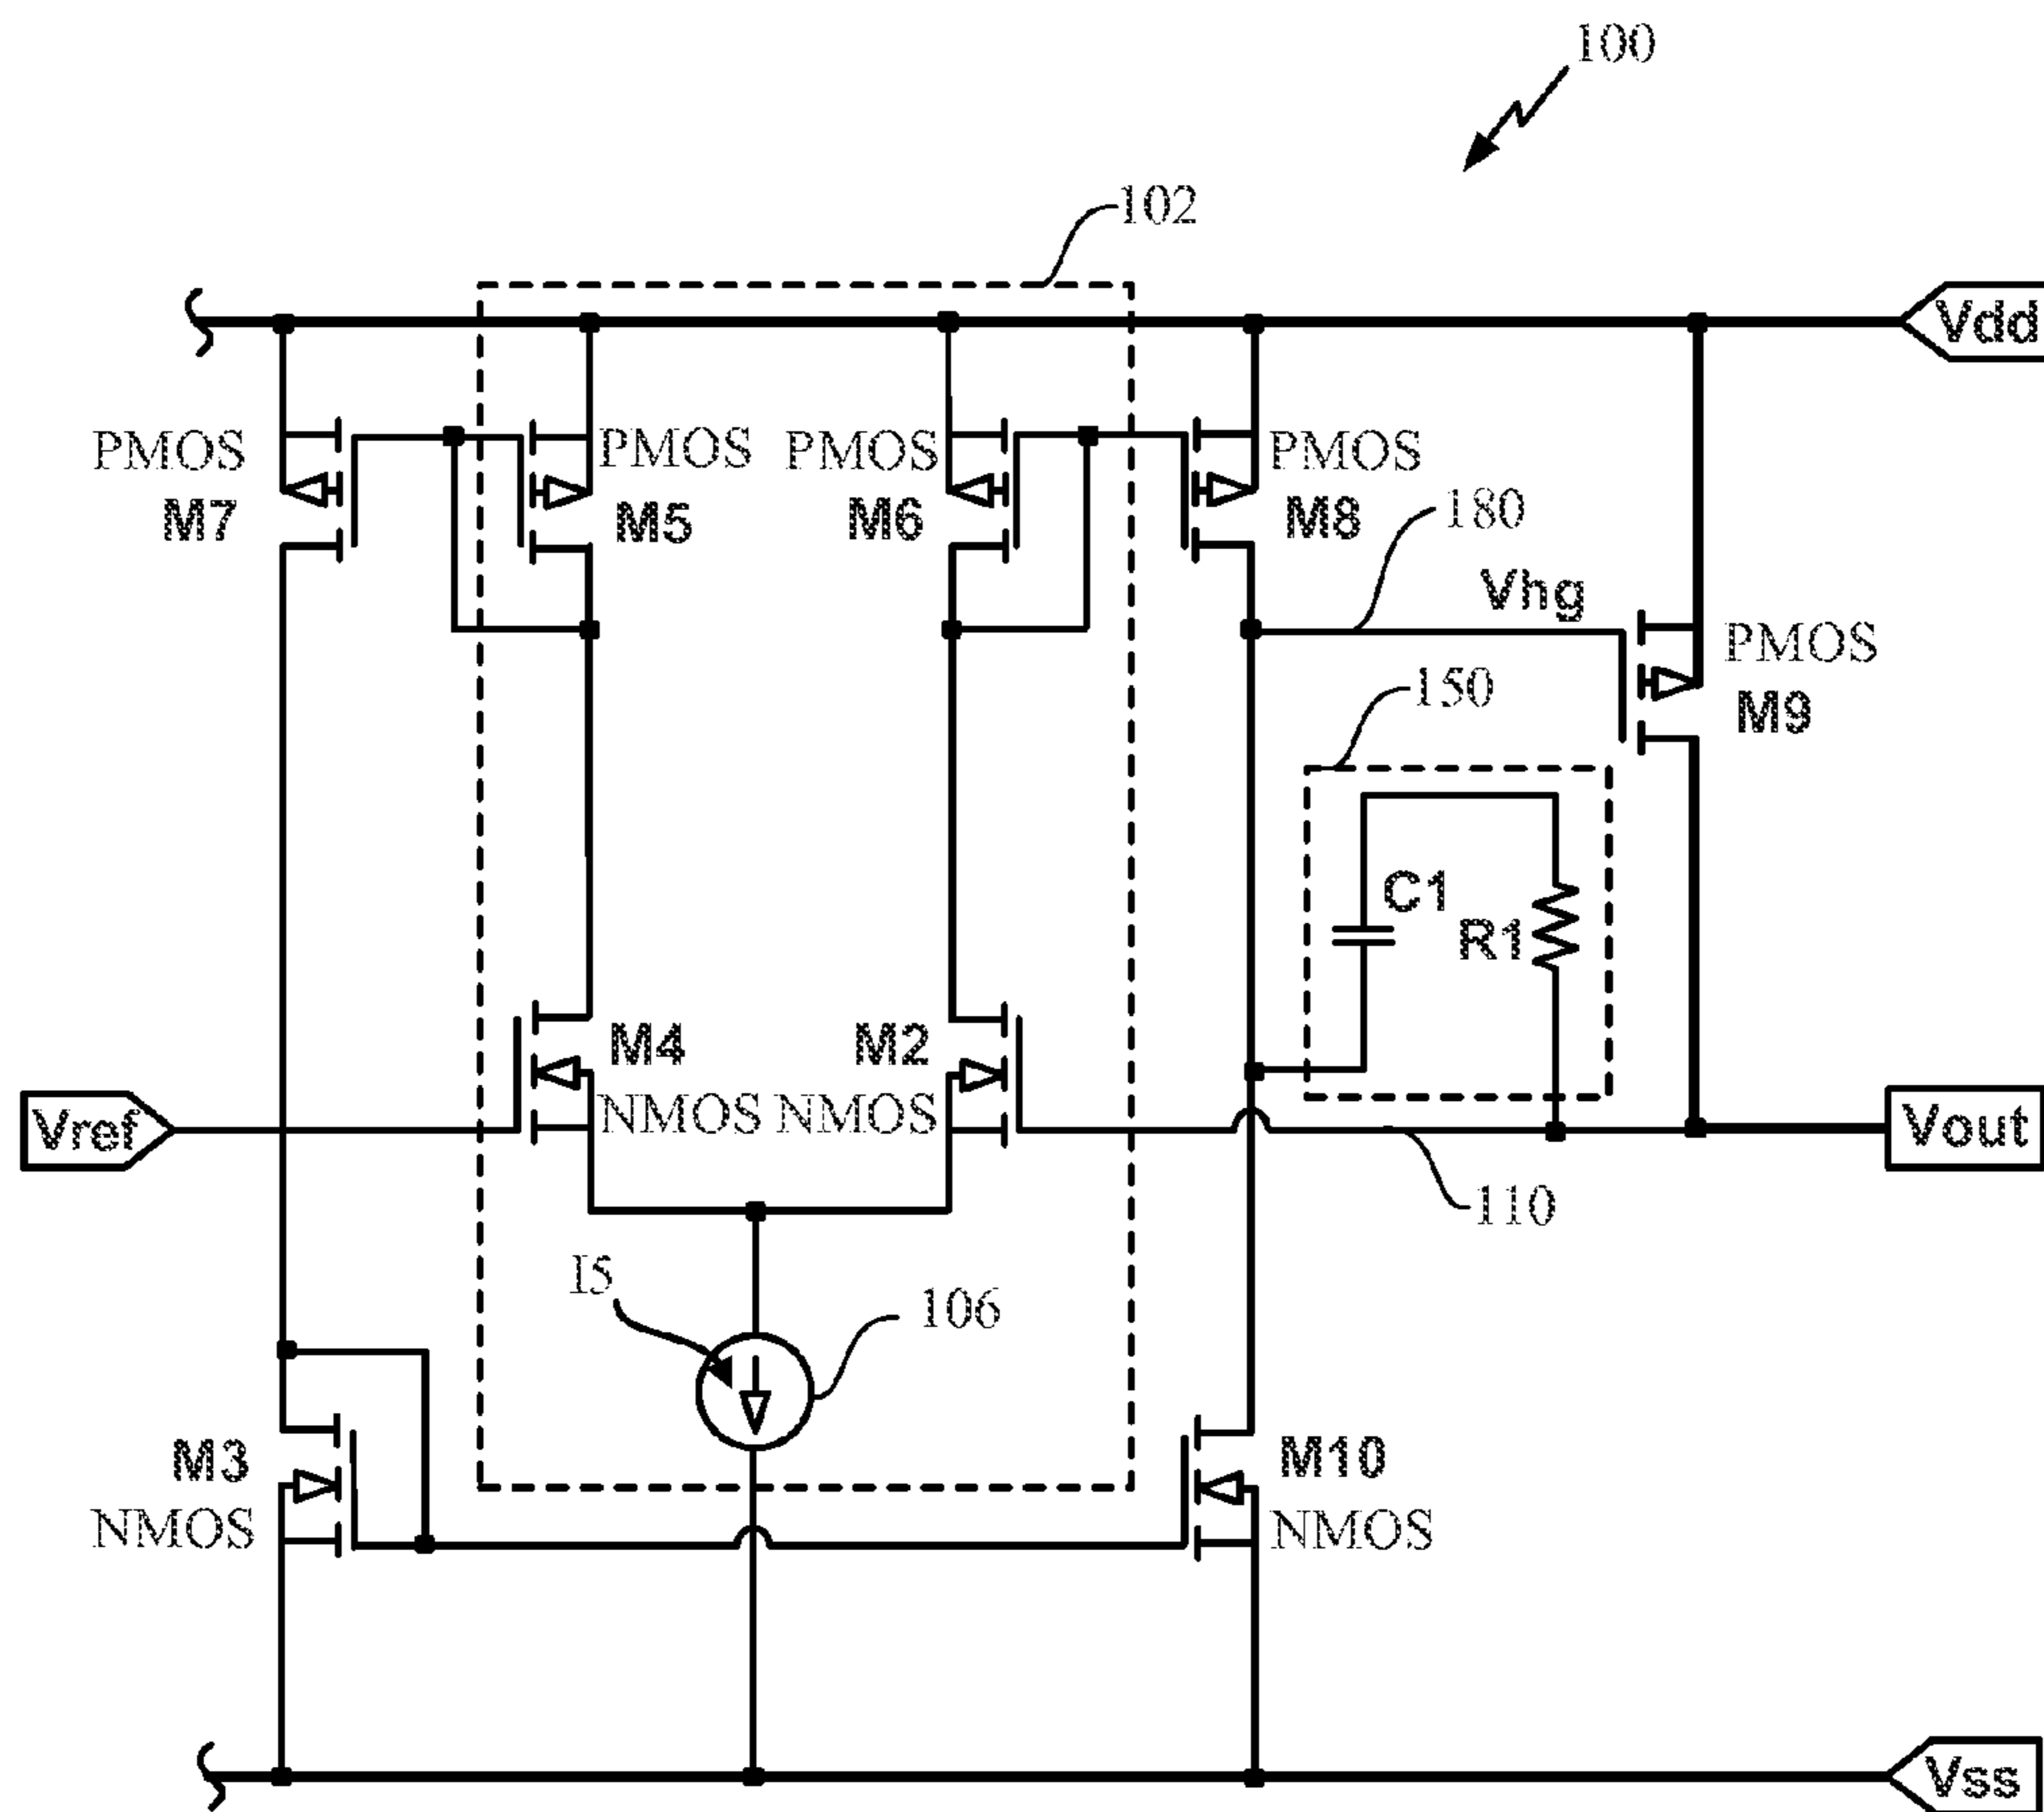 100
102
Vdd
PMOS
M7
PMOS
M5
PMOS
M6
PMOS
M8
180
Vhg
PMOS
M9
150
C1
R1
M4
NMOS
M2
NMOS
Vref
Vout
110
I5
106
M3
NMOS
M10
NMOS
Vss